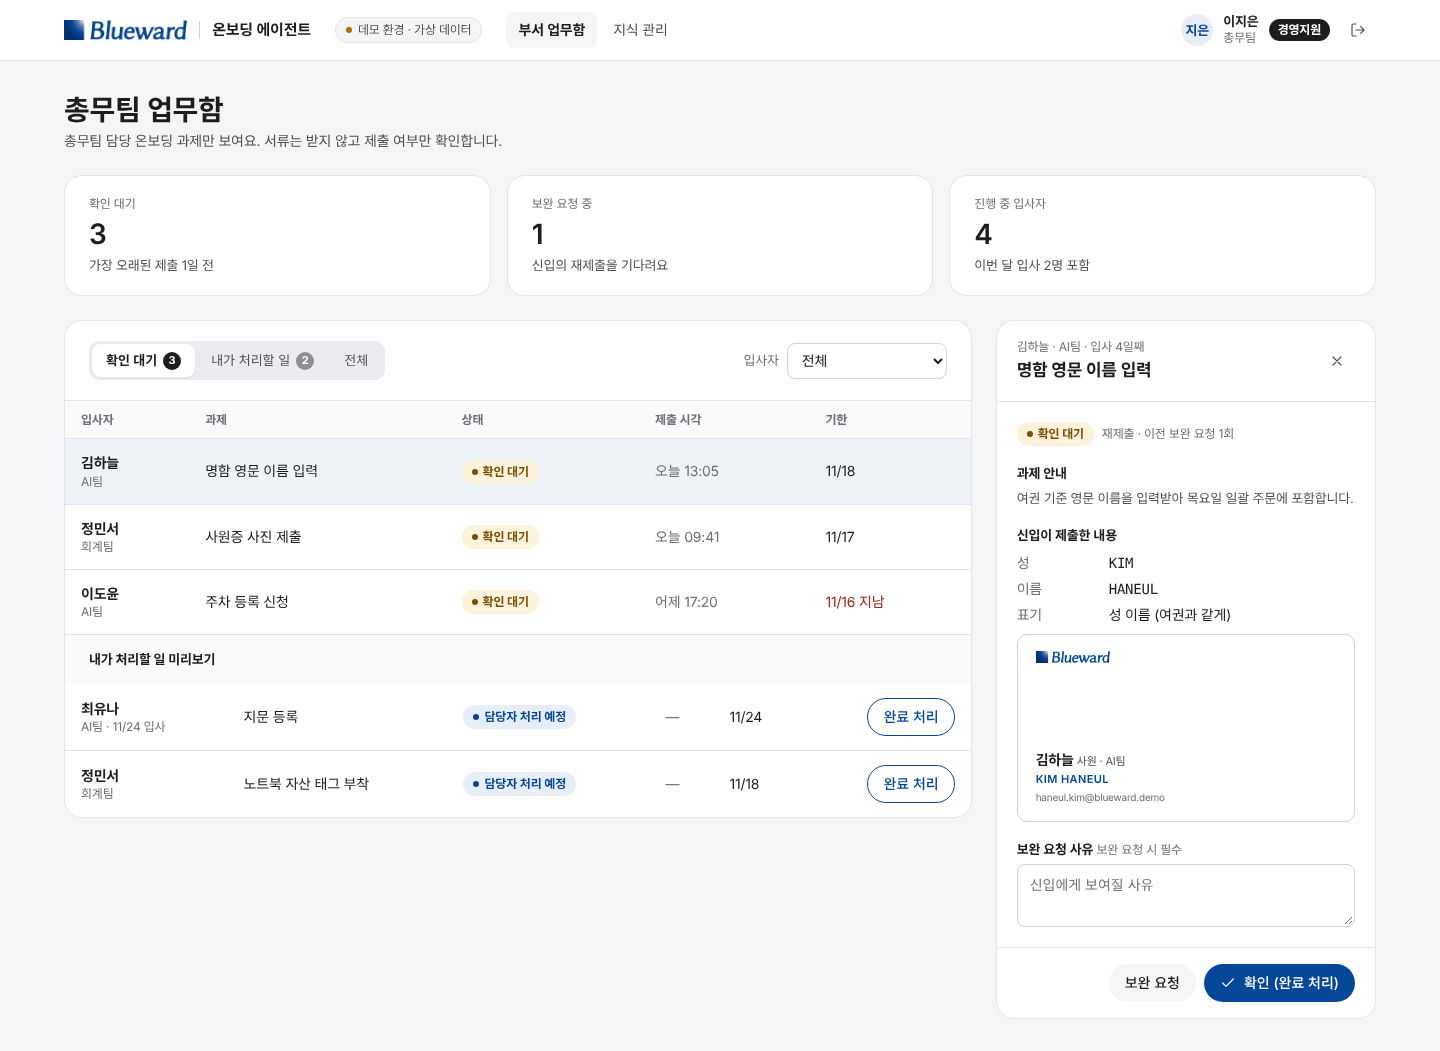 Blueward
온보딩 에이전트
데모 환경 · 가상 데이터
부서 업무함
지식 관리
지은
이지은
총무팀
경영지원
총무팀 업무함
총무팀 담당 온보딩 과제만 보여요. 서류는 받지 않고 제출 여부만 확인합니다.
확인 대기
3
가장 오래된 제출 1일 전
보완 요청 중
1
신입의 재제출을 기다려요
진행 중 입사자
4
이번 달 입사 2명 포함
확인 대기 3
내가 처리할 일 2
전체
입사자
전체
입사자 과제 상태 제출 시각 기한
김하늘
AI팀
명함 영문 이름 입력
확인 대기
오늘 13:05
11/18
정민서
회계팀
사원증 사진 제출
확인 대기
오늘 09:41
11/17
이도윤
AI팀
주차 등록 신청
확인 대기
어제 17:20
11/16 지남
내가 처리할 일 미리보기
최유나
AI팀 · 11/24 입사
지문 등록
담당자 처리 예정
—
11/24
완료 처리
정민서
회계팀
노트북 자산 태그 부착
담당자 처리 예정
—
11/18
완료 처리
김하늘 · AI팀 · 입사 4일째
명함 영문 이름 입력
확인 대기
재제출 · 이전 보완 요청 1회
과제 안내
여권 기준 영문 이름을 입력받아 목요일 일괄 주문에 포함합니다.
신입이 제출한 내용
성 KIM
이름 HANEUL
표기 성 이름 (여권과 같게)
Blueward
김하늘 사원 · AI팀
KIM HANEUL
haneul.kim@blueward.demo
보완 요청 사유 보완 요청 시 필수
신입에게 보여질 사유
보완 요청
확인 (완료 처리)